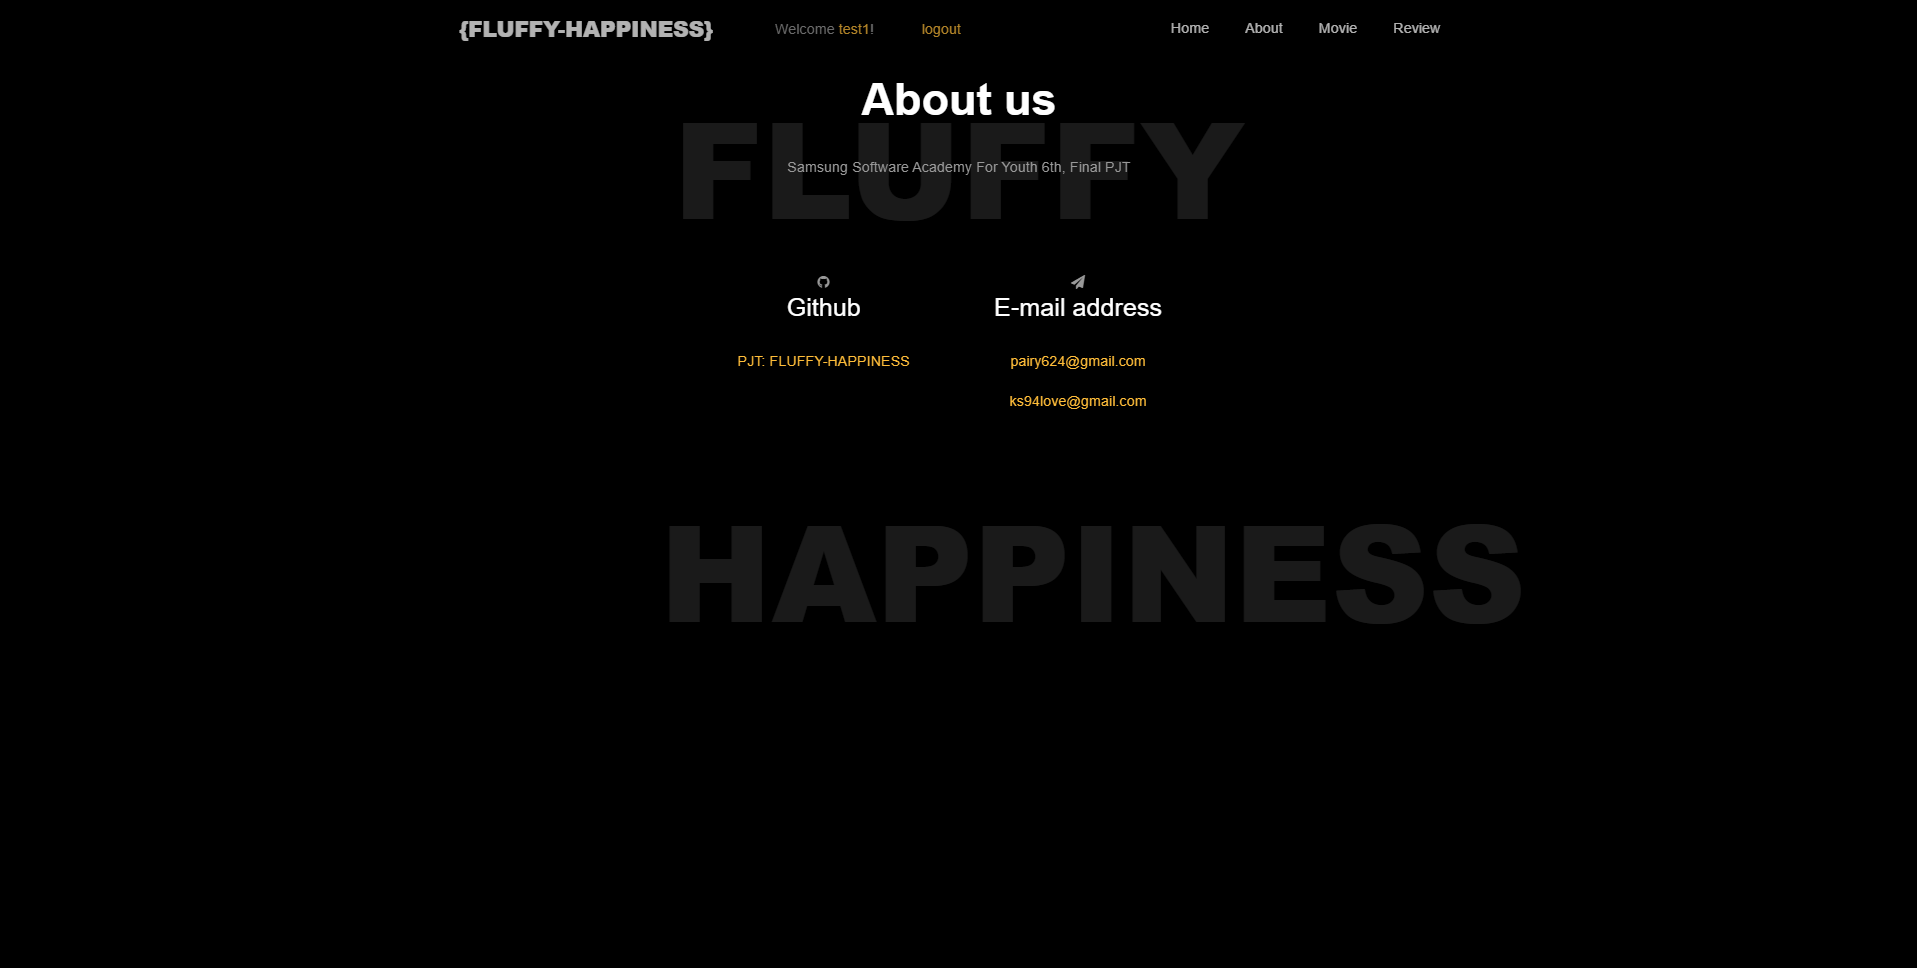 {FLUFFY-HAPPINESS} Welcome test1! logout Home About Movie Review
About us
FLUFFY
Samsung Software Academy For Youth 6th, Final PJT
Github
PJT: FLUFFY-HAPPINESS
E-mail address
pairy624@gmail.com
ks94love@gmail.com
HAPPINESS